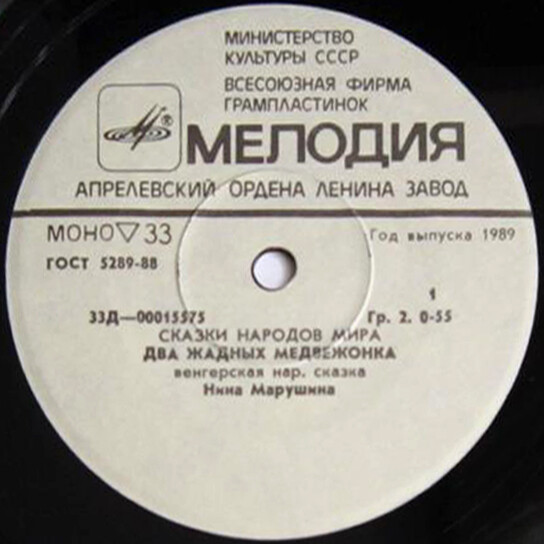 МИНИСТЕРСТВО
КУЛЬТУРЫ СССР
ВСЕСОЮЗНАЯ ФИРМА
ГРАМПЛАСТИНОК
® МЕЛОДИЯ
АПРЕЛЕВСКИЙ ОРДЕНА ЛЕНИНА ЗАВОД
МОНО ▽ 33 Год выпуска 1989
ГОСТ 5289-88
1
33Д—00015575 Гр. 2. 0-55
СКАЗКИ НАРОДОВ МИРА
ДВА ЖАДНЫХ МЕДВЕЖОНКА
венгерская нар. сказка
Нина Марушина